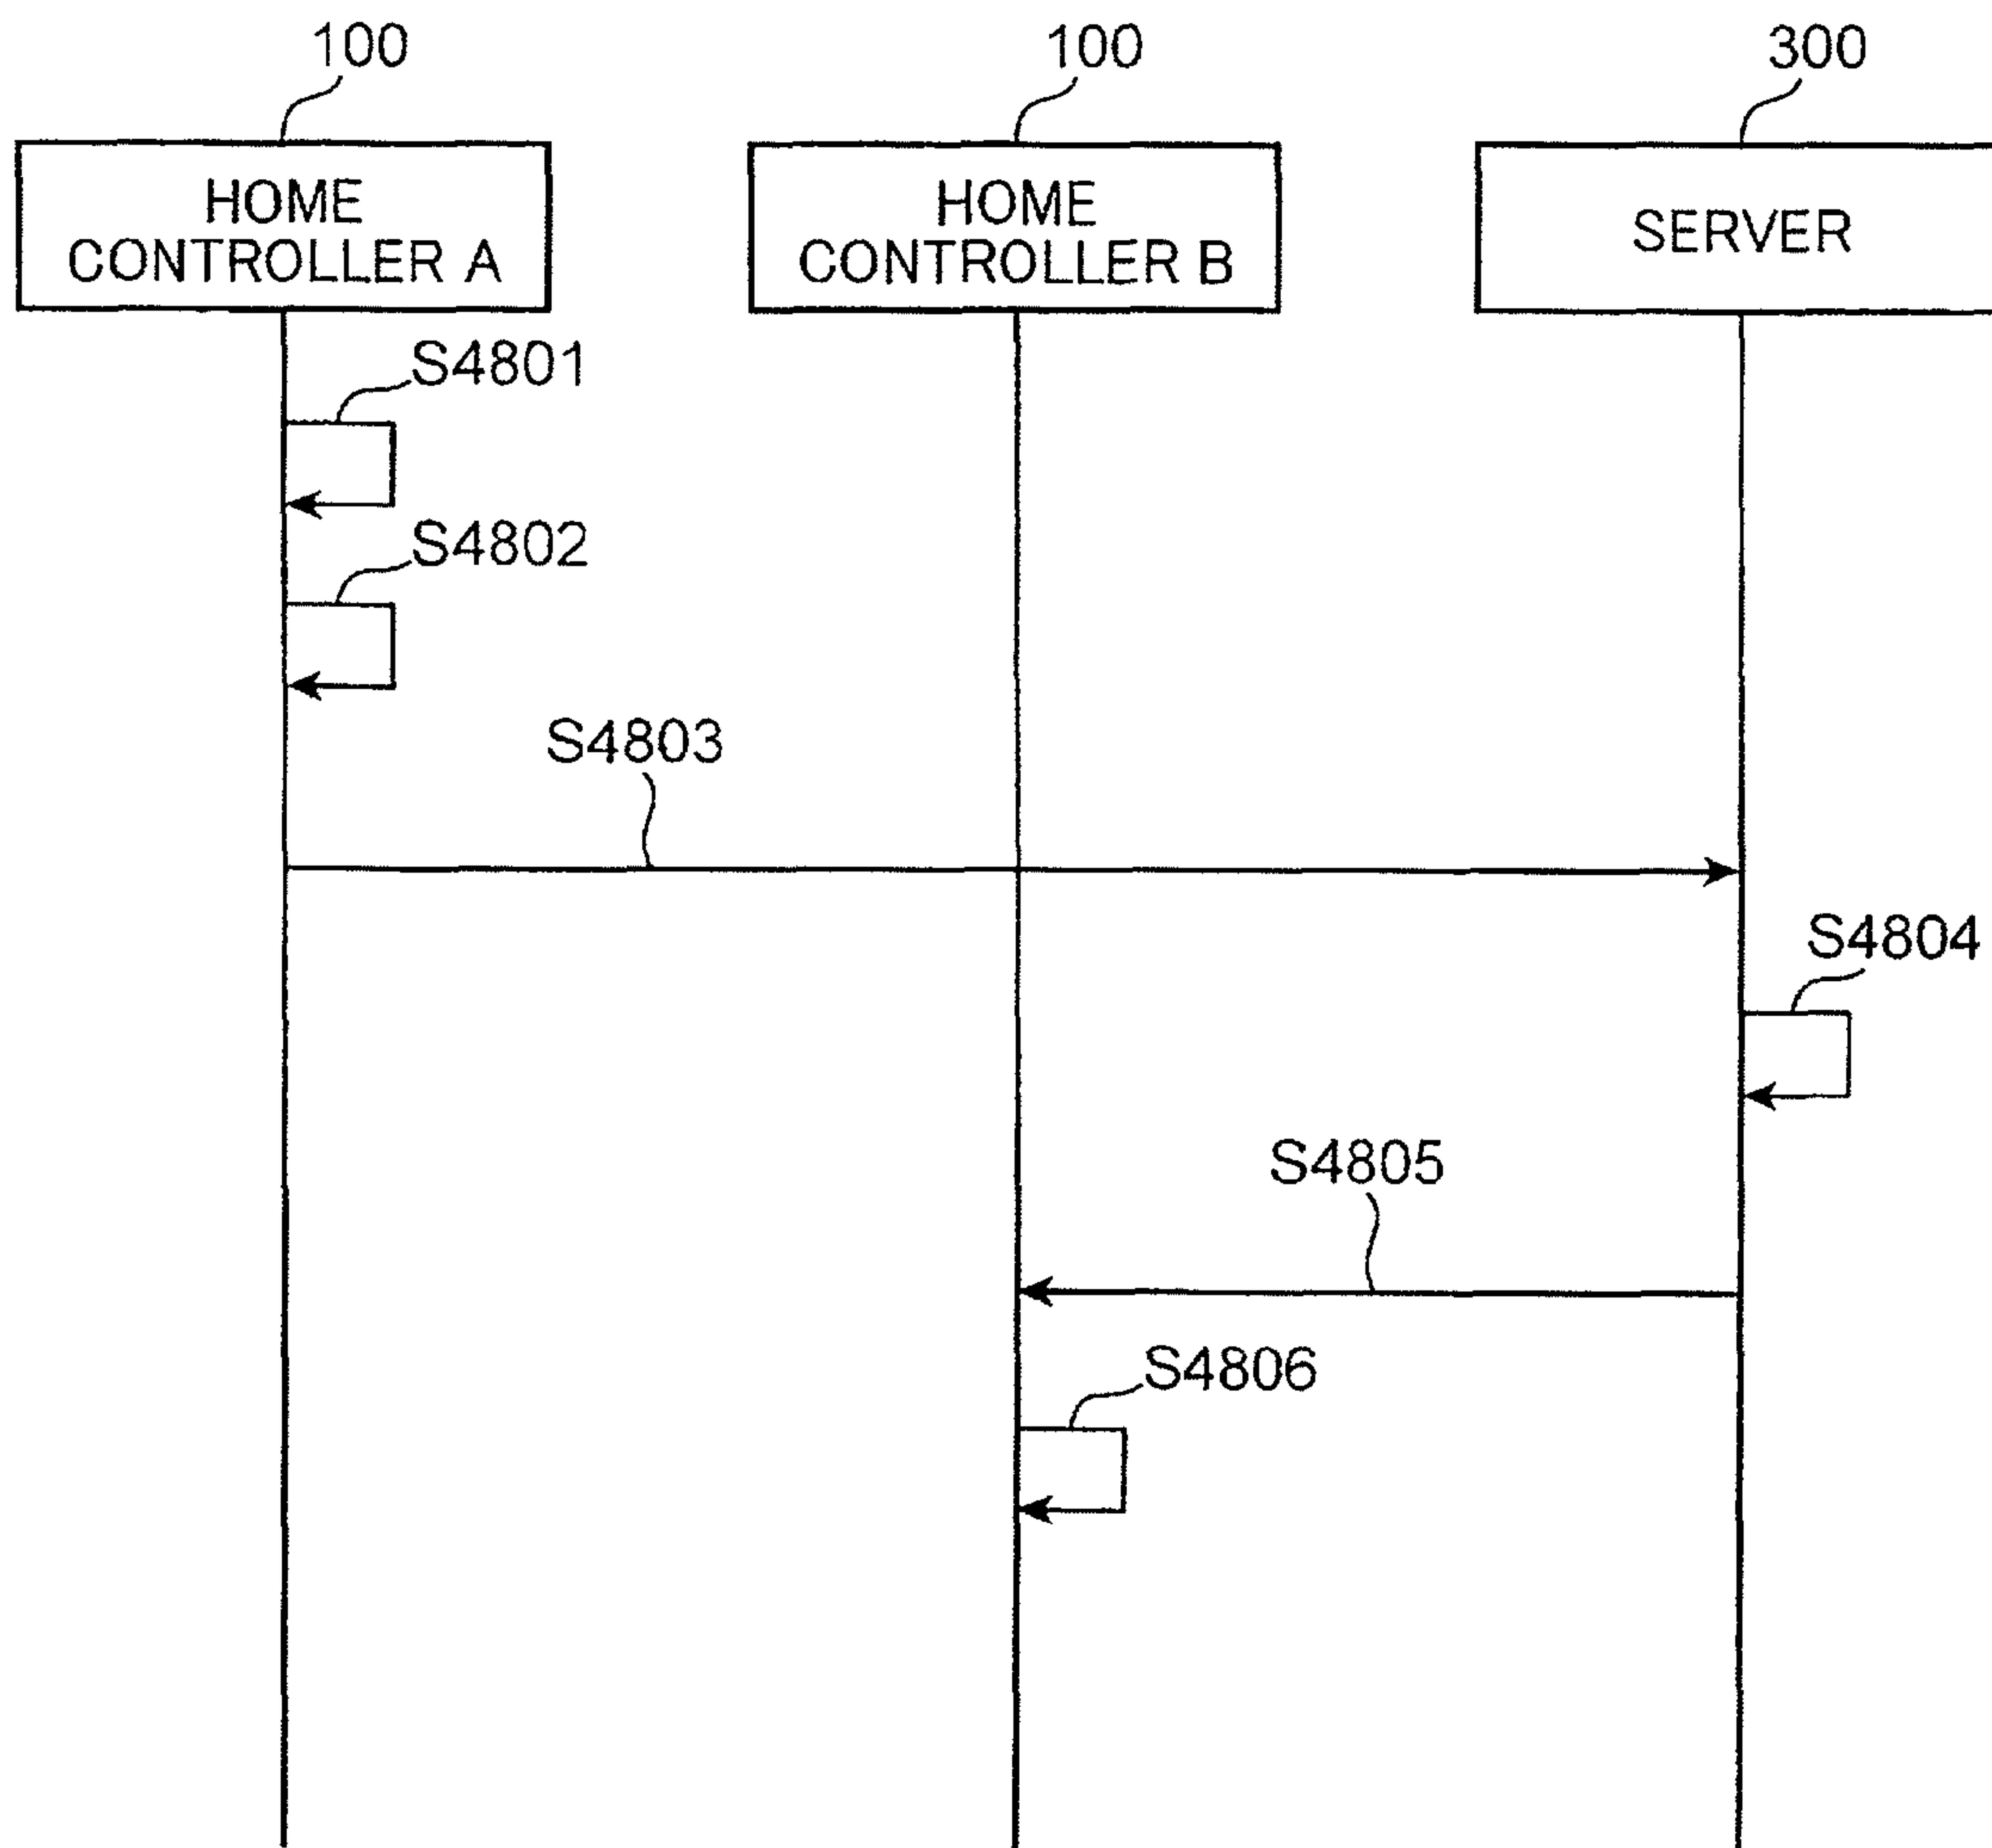 100
100
300
HOME
CONTROLLER A
HOME
CONTROLLER B
SERVER
S4801
S4802
S4803
S4804
S4805
S4806